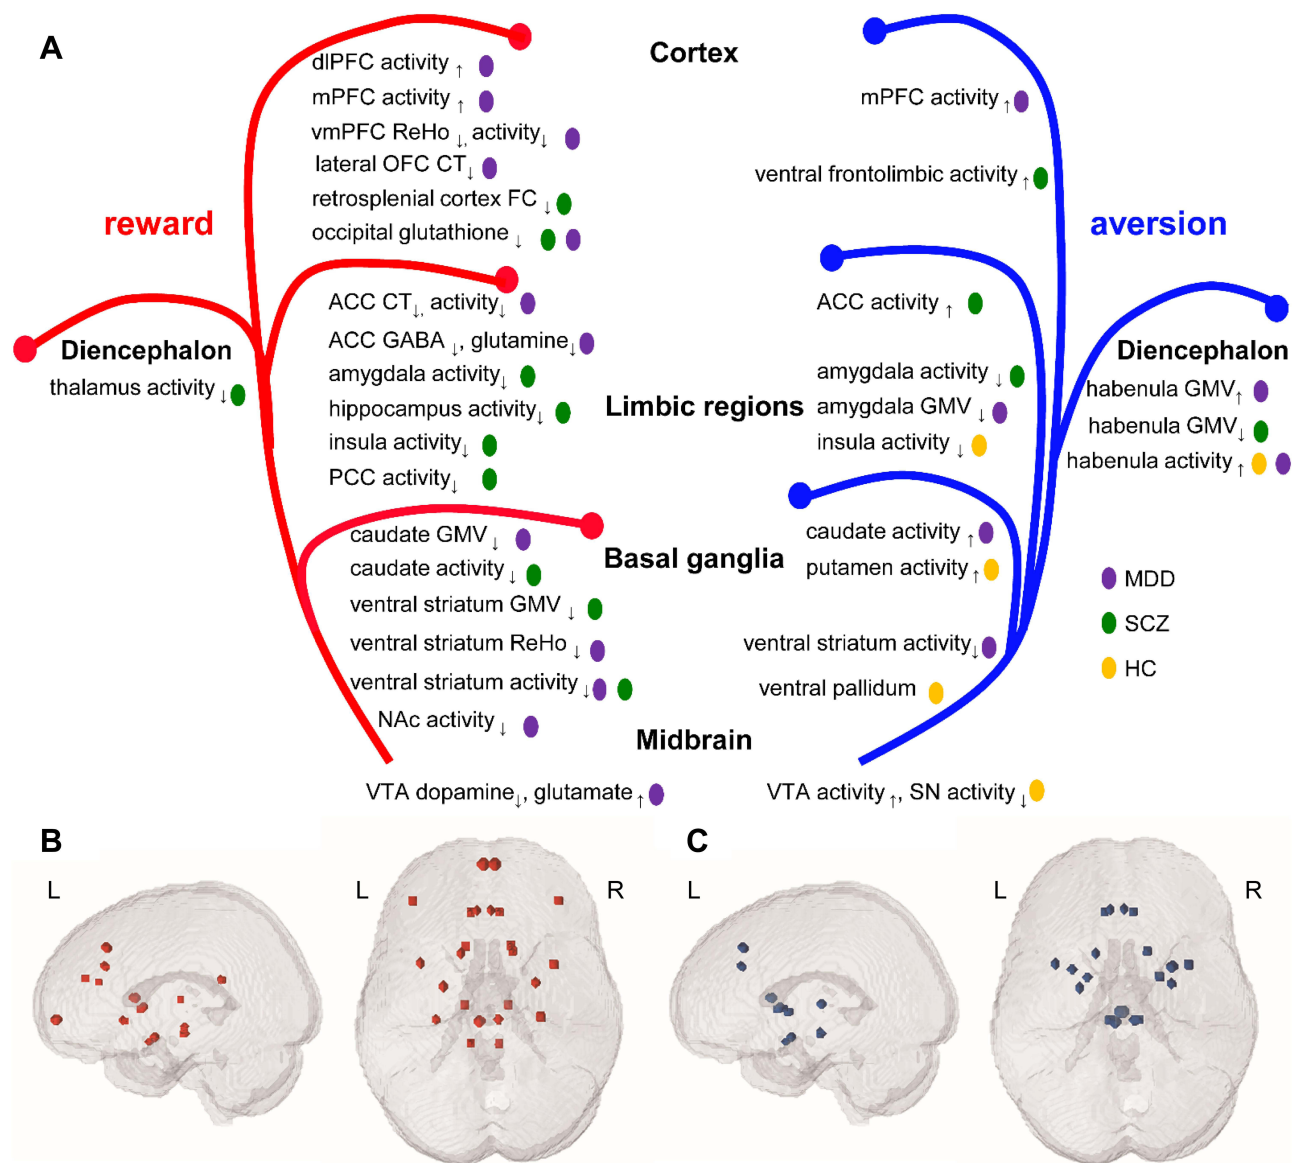 A
Cortex
dlPFC activity ↑
mPFC activity ↑
vmPFC ReHo ↓, activity ↓
lateral OFC CT ↓
retrosplenial cortex FC ↓
occipital glutathione ↓
reward
mPFC activity ↑
ventral frontolimbic activity ↑
aversion
Diencephalon
thalamus activity ↓
ACC CT ↓, activity ↓
ACC GABA ↓, glutamine ↓
amygdala activity ↓
hippocampus activity ↓
insula activity ↓
PCC activity ↓
Limbic regions
ACC activity ↑
amygdala activity ↓
amygdala GMV ↓
insula activity ↓
Diencephalon
habenula GMV ↑
habenula GMV ↓
habenula activity ↑
caudate GMV ↓
caudate activity ↓
ventral striatum GMV ↓
ventral striatum ReHo ↓
ventral striatum activity ↓
NAc activity ↓
Basal ganglia
caudate activity ↑
putamen activity ↑
ventral striatum activity ↓
ventral pallidum
MDD
SCZ
HC
Midbrain
VTA dopamine ↓, glutamate ↑
VTA activity ↑, SN activity ↓
B
L
L
R
C
L
L
R